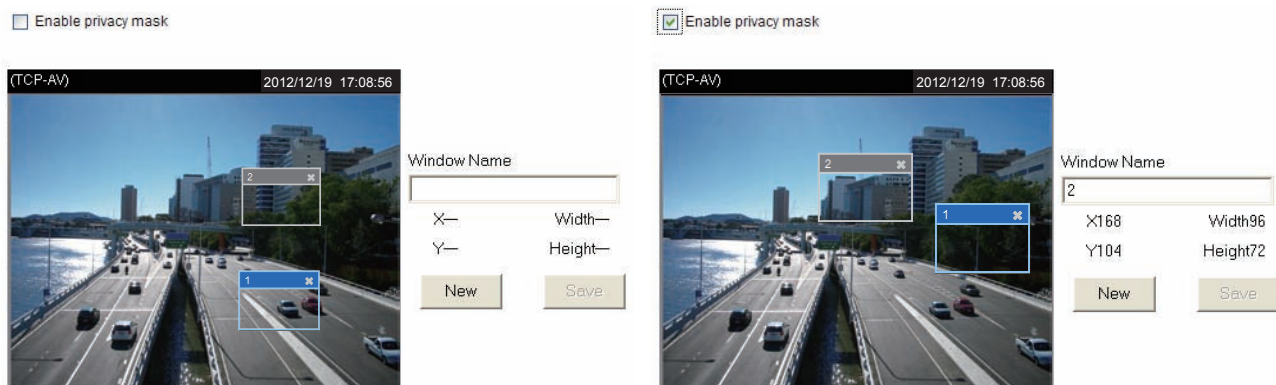 Enable privacy mask
(TCP-AV) 2012/12/19 17:08:56
2
1
Window Name
X— Width—
Y— Height—
New Save
Enable privacy mask
(TCP-AV) 2012/12/19 17:08:56
2
1
Window Name
2
X168 Width96
Y104 Height72
New Save